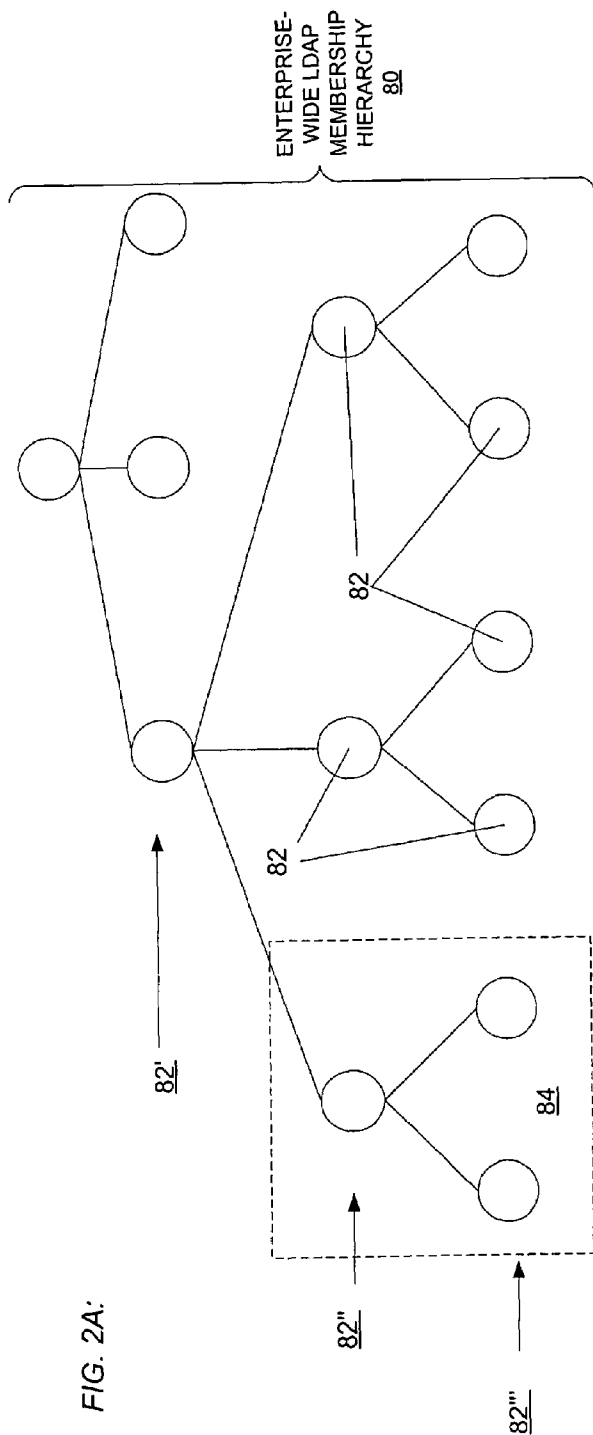 FIG. 2A:
ENTERPRISE-
WIDE LDAP
MEMBERSHIP
HIERARCHY
80
82'
82
82
82"
84
82'"